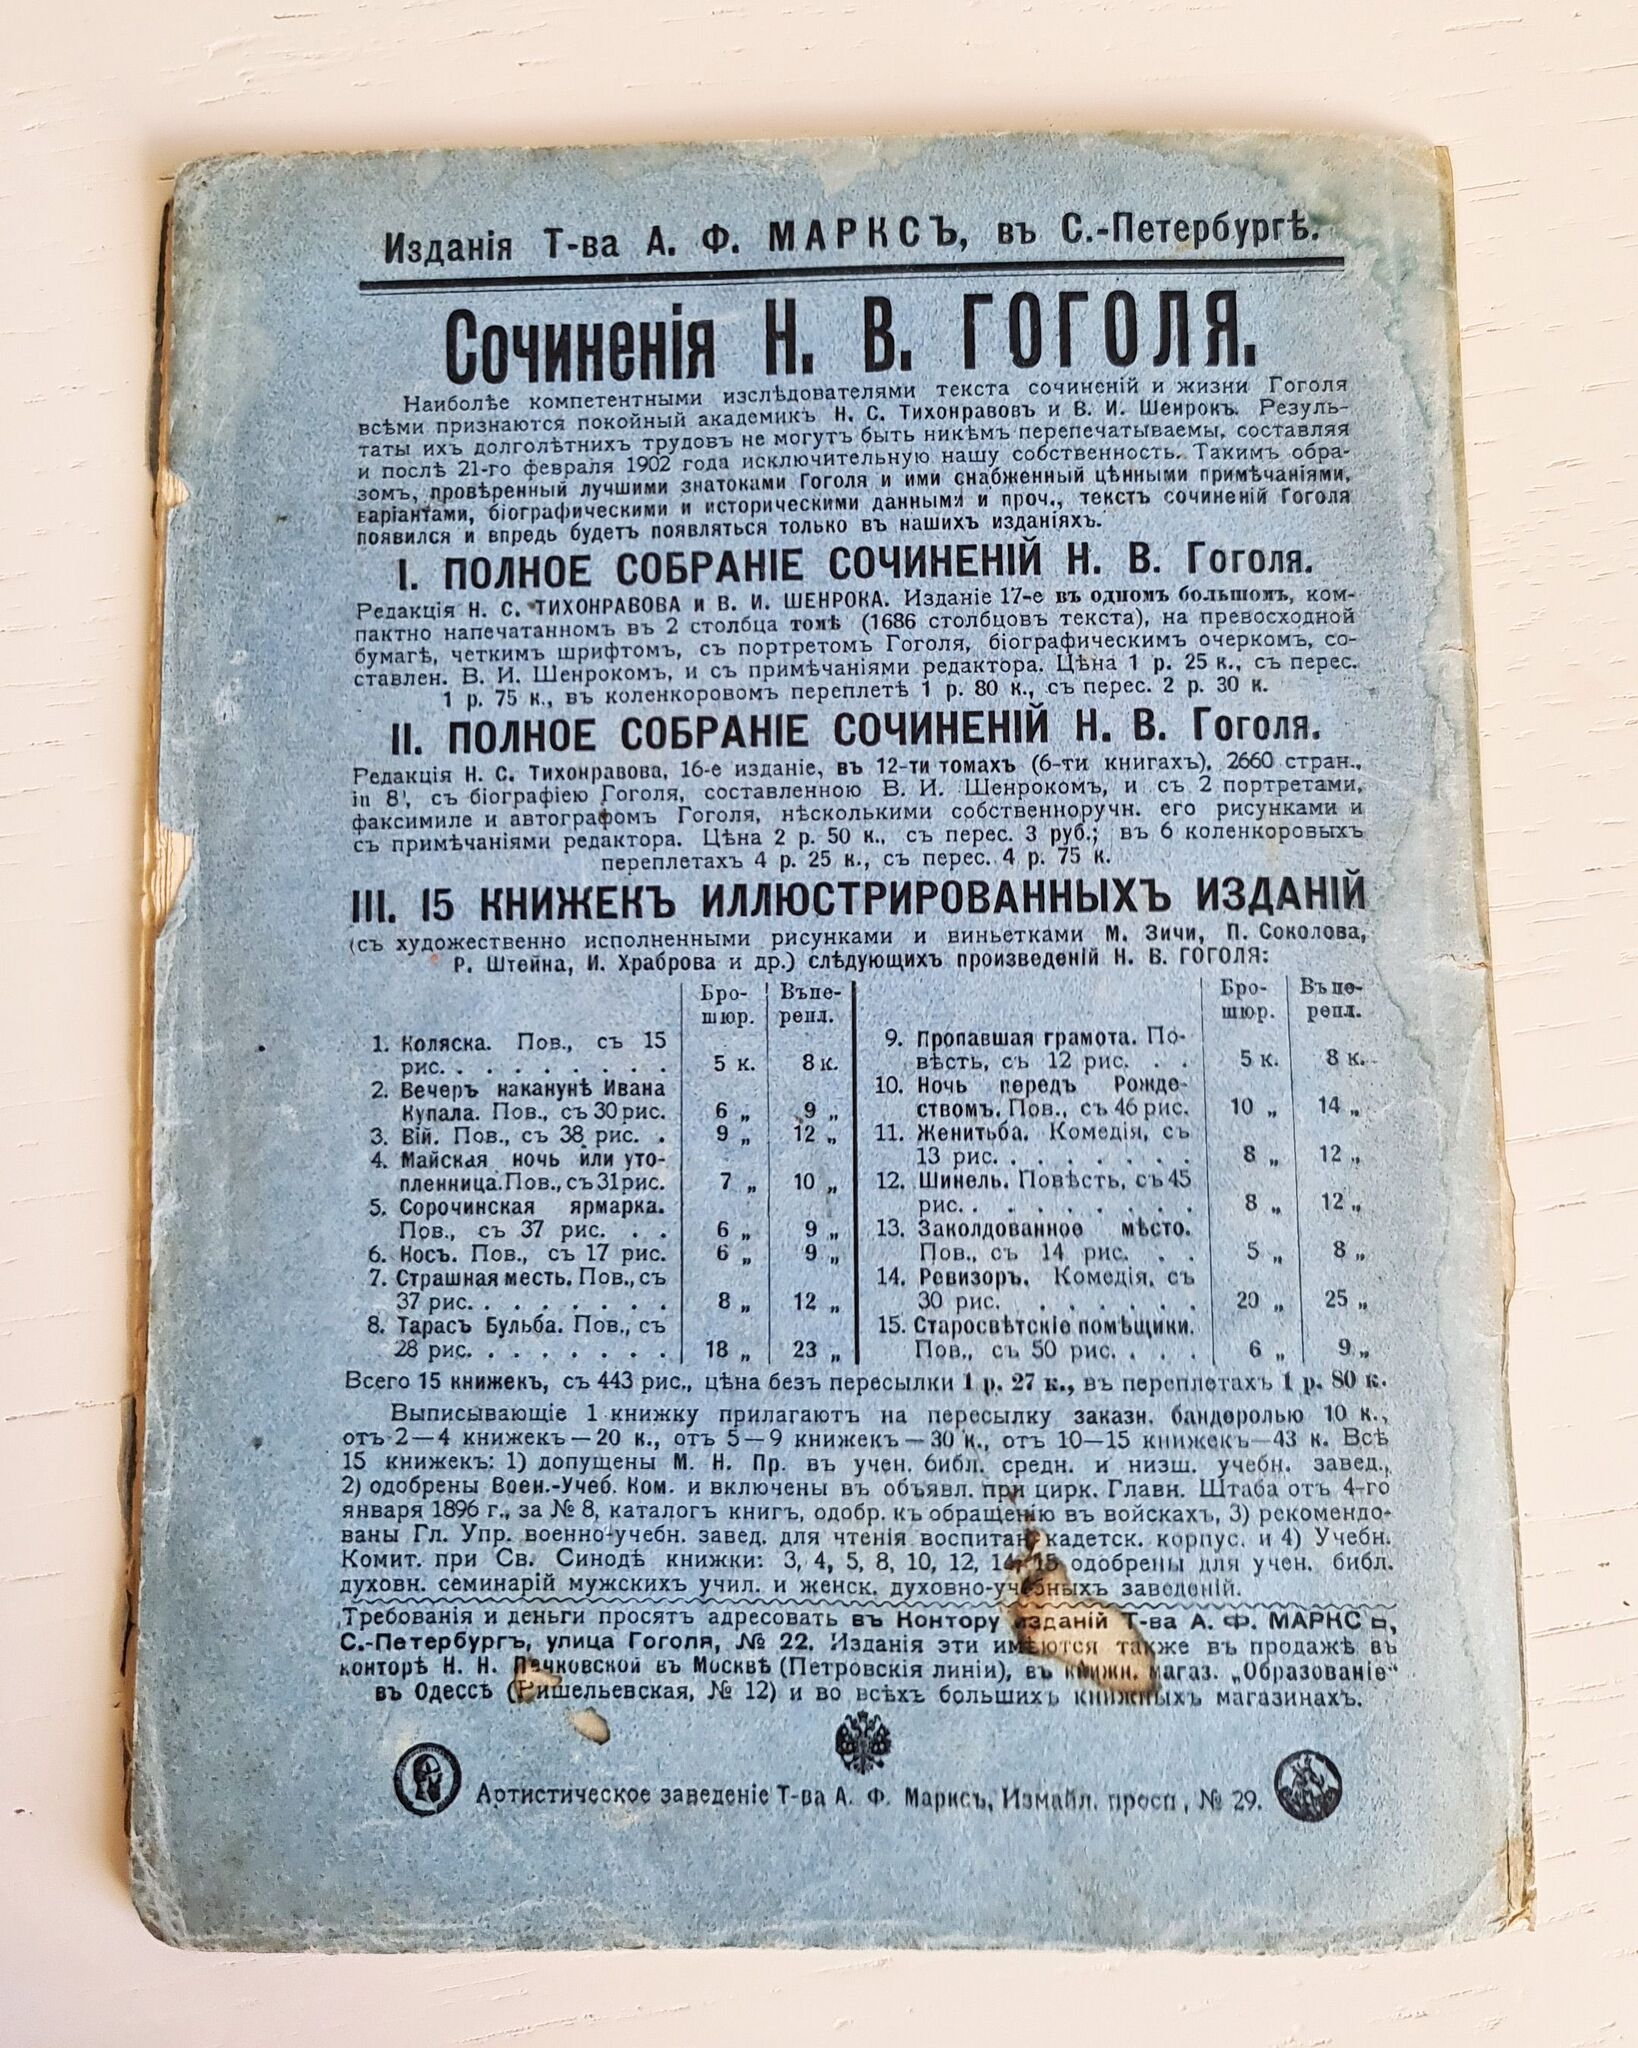 Изданія Т-ва А. Ф. МАРКСЪ, въ С.-Петербургѣ.
Сочиненія Н. В. ГОГОЛЯ.
Наиболѣе компетентными изслѣдователями текста сочиненій и жизни Гоголя
всѣми признаются покойный академикъ Н. С. Тихонравовъ и В. И. Шенрокъ. Резуль-
таты ихъ долголѣтнихъ трудовъ не могутъ быть никѣмъ перепечатываемы, составляя
и послѣ 21-го февраля 1902 года исключительную нашу собственность. Такимъ обра-
зомъ, провѣренный лучшими знатоками Гоголя и ими снабженный цѣнными примѣчаніями,
варіантами, біографическими и историческими данными и проч., текстъ сочиненій Гоголя
появился и впредь будетъ появляться только въ нашихъ изданіяхъ.
I. ПОЛНОЕ СОБРАНІЕ СОЧИНЕНІЙ Н. В. Гоголя.
Редакція Н. С. ТИХОНРАВОВА И В. И. ШЕНРОКА. Изданіе 17-е въ одномъ большомъ, ком-
пактно напечатанномъ въ 2 столбца томѣ (1686 столбцовъ текста), на превосходной
бумагѣ, четкимъ шрифтомъ, съ портретомъ Гоголя, біографическимъ очеркомъ, со-
ставлен. В. И. Шенрокомъ, и съ примѣчаніями редактора. Цѣна 1 р. 25 к., съ перес.
1 р. 75 к., въ коленкоровомъ переплетѣ 1 р. 80 к., съ перес. 2 р. 30 к.
II. ПОЛНОЕ СОБРАНІЕ СОЧИНЕНІЙ Н. В. Гоголя.
Редакція Н. С. Тихонравова, 16-е изданіе, въ 12-ти томахъ (6-ти книгахъ), 2660 стран.,
in 8', съ біографіею Гоголя, составленною В. И. Шенрокомъ, и съ 2 портретами,
факсимиле и автографомъ Гоголя, нѣсколькими собственноручн. его рисунками и
съ примѣчаніями редактора. Цѣна 2 р. 50 к., съ перес. 3 руб.; въ 6 коленкоровыхъ
переплетахъ 4 р. 25 к., съ перес. 4 р. 75 к.
III. 15 КНИЖЕКЪ ИЛЛЮСТРИРОВАННЫХЪ ИЗДАНІЙ
(съ художественно исполненными рисунками и виньетками М. Зичи, П. Соколова,
Р. Штейна, И. Храброва и др.) слѣдующихъ произведеній Н. В. ГОГОЛЯ:
Бро- Въ пе-
шюр. репл.
1. Коляска. Пов., съ 15
рис. . . . . . . . . 5 к. 8 к.
2. Вечеръ наканунѣ Ивана
Купала. Пов., съ 30 рис. 6 „ 9 „
3. Вій. Пов., съ 38 рис. . 9 „ 12 „
4. Майская ночь или уто-
пленница. Пов., съ 31 рис. 7 „ 10 „
5. Сорочинская ярмарка.
Пов., съ 37 рис. . . 6 „ 9 „
6. Носъ. Пов., съ 17 рис. 6 „ 9 „
7. Страшная месть. Пов., съ
37 рис. . . . . . . . 8 „ 12 „
8. Тарасъ Бульба. Пов., съ
28 рис. . . . . . . . 18 „ 23 „
Бро- Въ пе-
шюр. репл.
9. Пропавшая грамота. По-
вѣсть, съ 12 рис. . . 5 к. 8 к.
10. Ночь передъ Рожде-
ствомъ. Пов., съ 46 рис. 10 „ 14 „
11. Женитьба. Комедія, съ
13 рис. . . . . . . . 8 „ 12 „
12. Шинель. Повѣсть, съ 45
рис. . . . . . . . . 8 „ 12 „
13. Заколдованное мѣсто.
Пов., съ 14 рис. . . 5 „ 8 „
14. Ревизоръ. Комедія, съ
30 рис. . . . . . . 20 „ 25 „
15. Старосвѣтскіе помѣщики.
Пов., съ 50 рис. . . . 6 „ 9 „
Всего 15 книжекъ, съ 443 рис., цѣна безъ пересылки 1 р. 27 к., въ переплетахъ 1 р. 80 к.
Выписывающіе 1 книжку прилагаютъ на пересылку заказн. бандеролью 10 к.,
отъ 2—4 книжекъ—20 к., отъ 5—9 книжекъ—30 к., отъ 10—15 книжекъ—43 к. Всѣ
15 книжекъ: 1) допущены М. Н. Пр. въ учен. библ. средн. и низш. учебн. завед.,
2) одобрены Воен.-Учеб. Ком. и включены въ объявл. при цирк. Главн. Штаба отъ 4-го
января 1896 г., за № 8, каталогъ книгъ, одобр. къ обращенію въ войскахъ, 3) рекомендо-
ваны Гл. Упр. военно-учебн. завед. для чтенія воспитан. кадетск. корпус. и 4) Учебн.
Комит. при Св. Синодѣ книжки: 3, 4, 5, 8, 10, 12, 14, 15 одобрены для учен. библ.
духовн. семинарій мужскихъ учил. и женск. духовно-учебныхъ заведеній.
Требованія и деньги просятъ адресовать въ Контору изданій Т-ва А. Ф. МАРКСЪ,
С.-Петербургъ, улица Гоголя, № 22. Изданія эти имѣются также въ продажѣ въ
конторѣ Н. Н. Печковской въ Москвѣ (Петровскія линіи), въ книжн. магаз. „Образованіе“
въ Одессѣ (Ришельевская, № 12) и во всѣхъ большихъ книжныхъ магазинахъ.
Артистическое заведеніе Т-ва А. Ф. Марксъ, Измайл. просп., № 29.